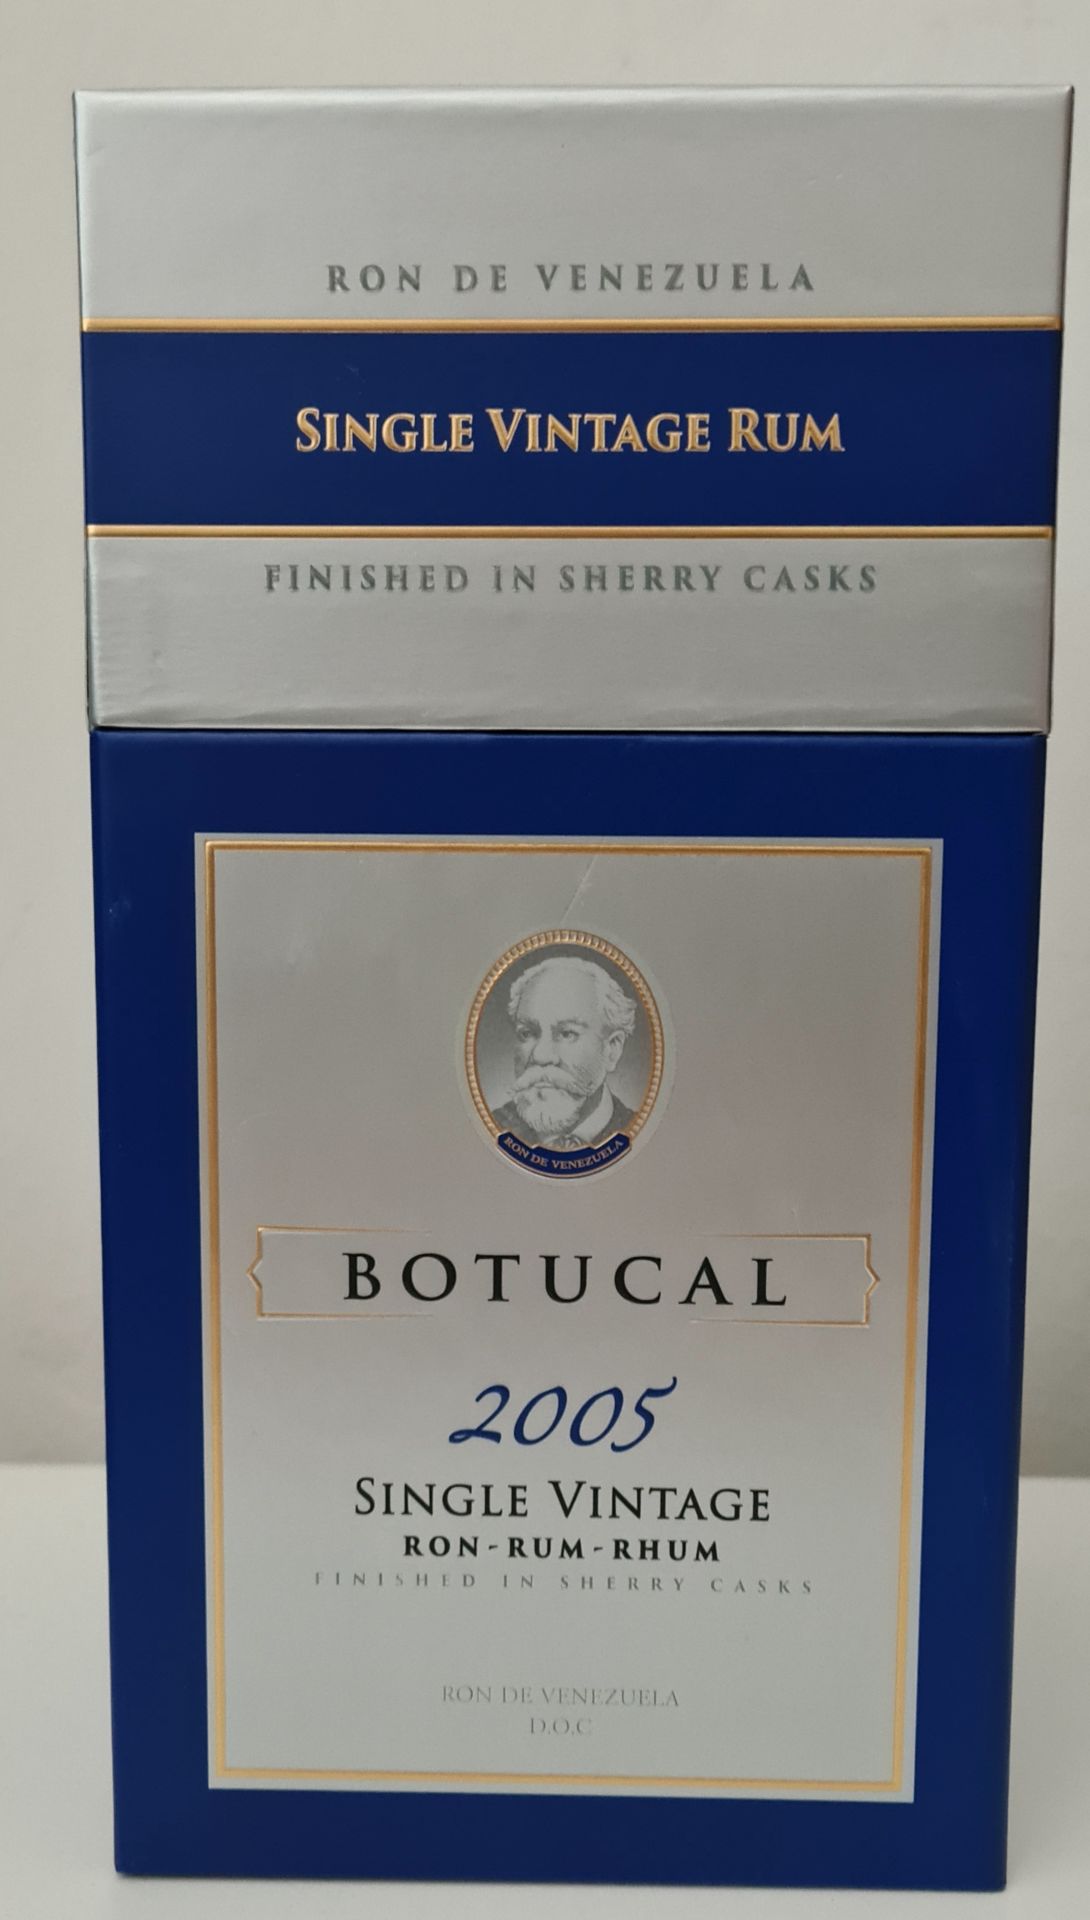 RON DE VENEZUELA
SINGLE VINTAGE RUM
FINISHED IN SHERRY CASKS
RON DE VENEZUELA
BOTUCAL
2005
SINGLE VINTAGE
RON-RUM-RHUM
FINISHED IN SHERRY CASKS
RON DE VENEZUELA
D.O.C